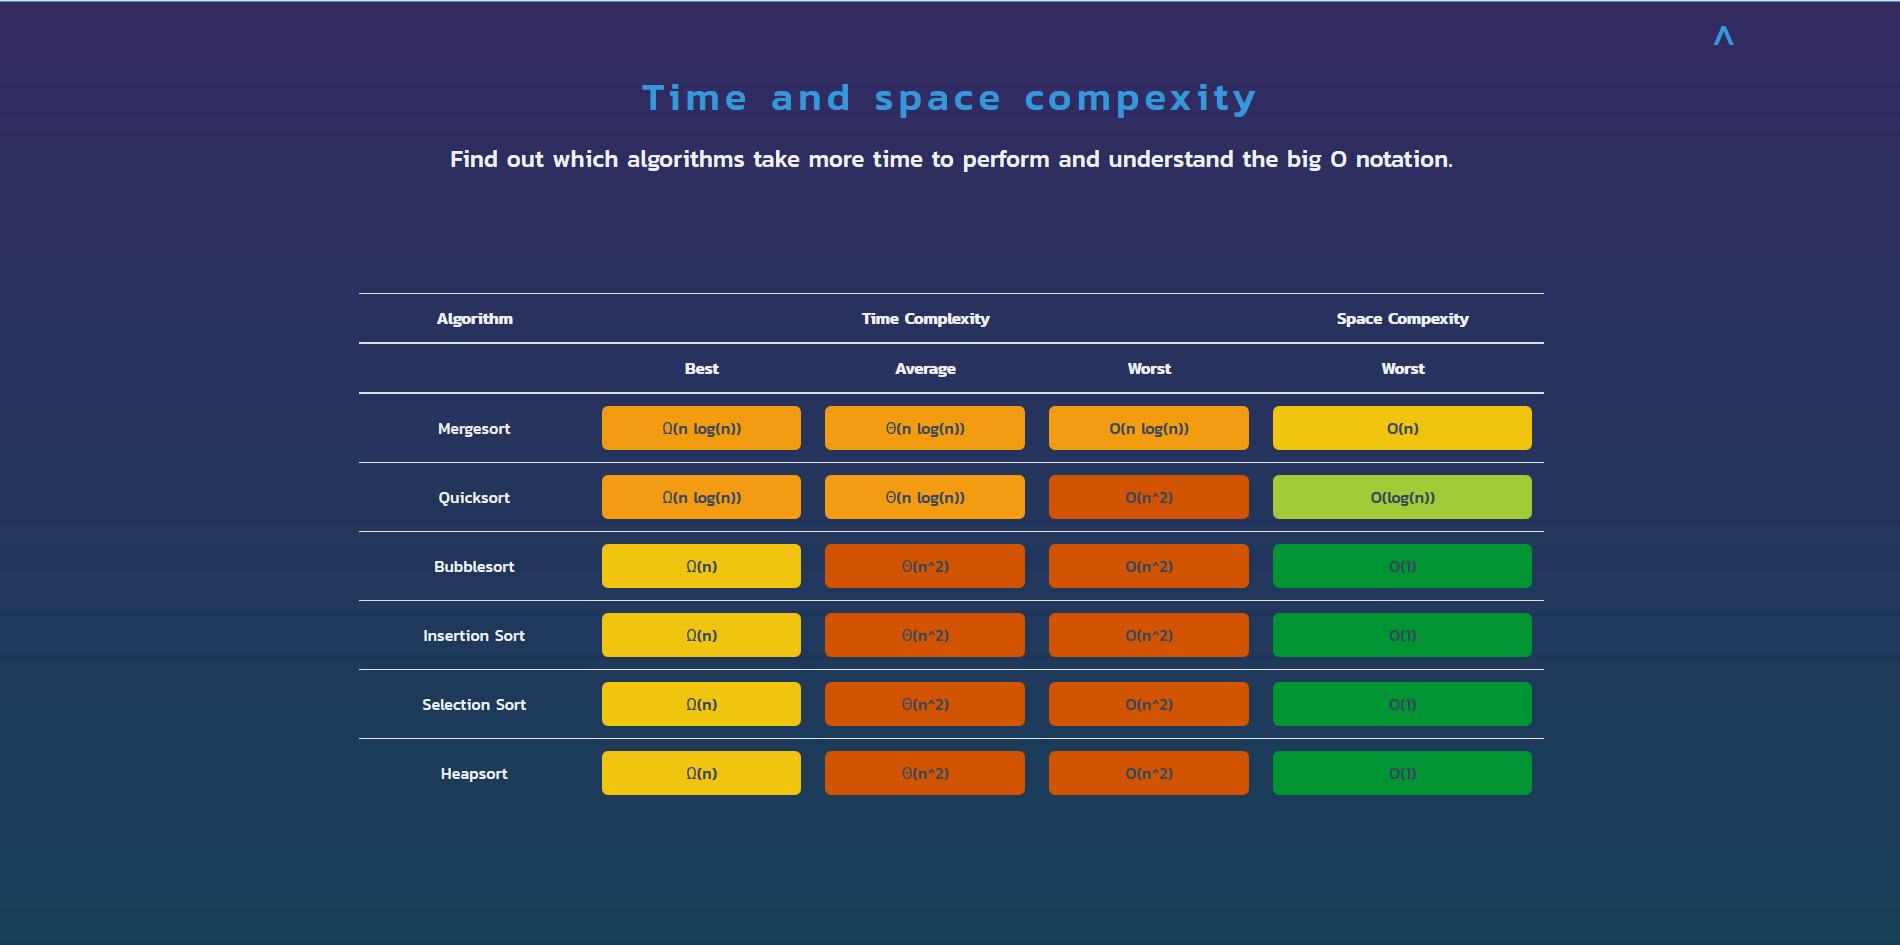 ^
Time and space compexity
Find out which algorithms take more time to perform and understand the big O notation.
Algorithm Time Complexity Space Compexity
Best Average Worst Worst
Mergesort Ω(n log(n)) Θ(n log(n)) O(n log(n)) O(n)
Quicksort Ω(n log(n)) Θ(n log(n)) O(n^2) O(log(n))
Bubblesort Ω(n) Θ(n^2) O(n^2) O(1)
Insertion Sort Ω(n) Θ(n^2) O(n^2) O(1)
Selection Sort Ω(n) Θ(n^2) O(n^2) O(1)
Heapsort Ω(n) Θ(n^2) O(n^2) O(1)